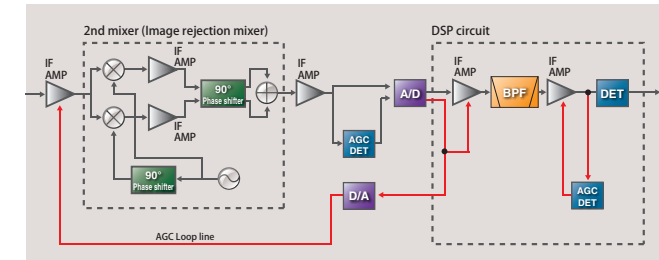 2nd mixer (Image rejection mixer)
DSP circuit
IF
AMP
IF
AMP
IF
AMP
90°
Phase shifter
IF
AMP
A/D
IF
AMP
BPF
IF
AMP
DET
AGC
DET
90°
Phase shifter
D/A
AGC
DET
AGC Loop line